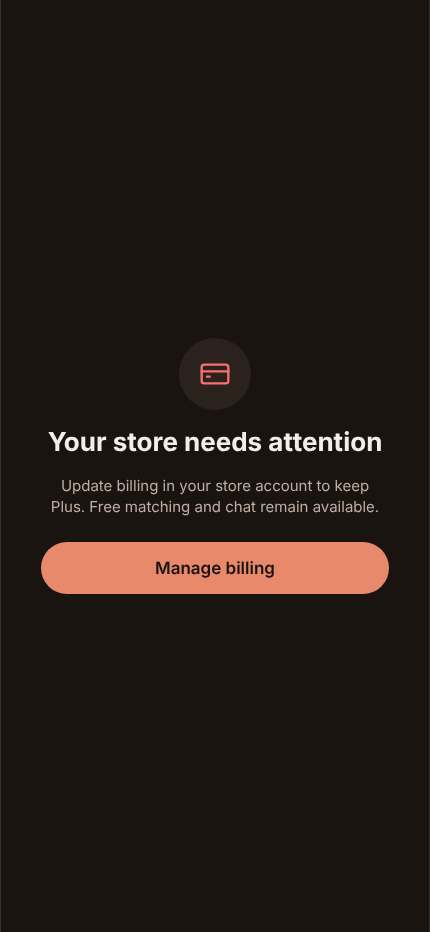 Your store needs attention
Update billing in your store account to keep
Plus. Free matching and chat remain available.
Manage billing